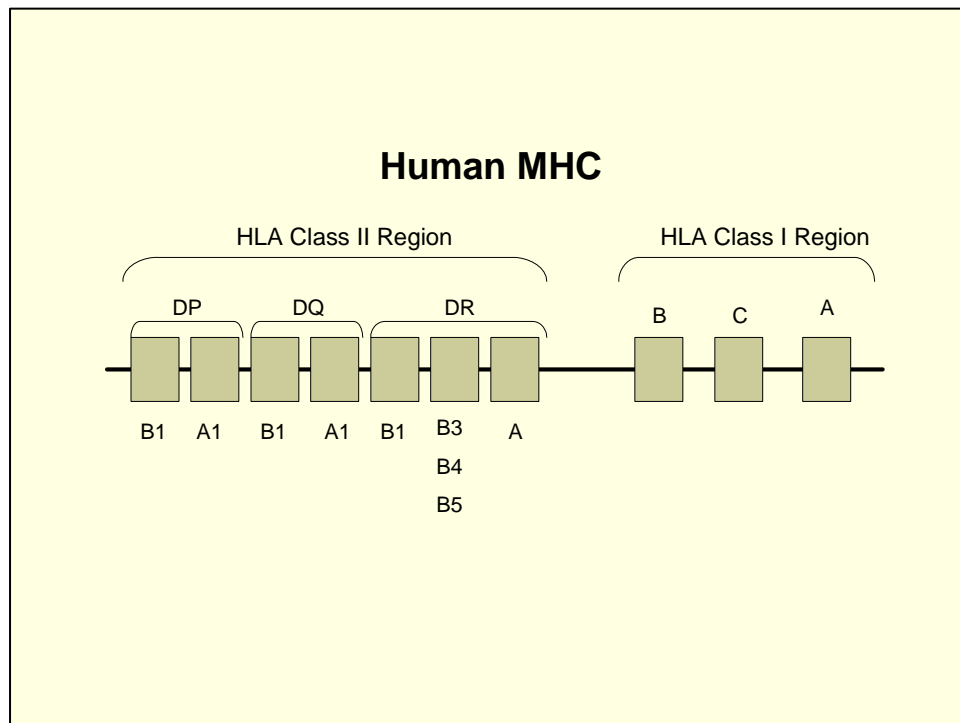 Human MHC
HLA Class II Region
HLA Class I Region
DP
DQ
DR
B
C
A
B1
A1
B1
A1
B1
B3
B4
B5
A